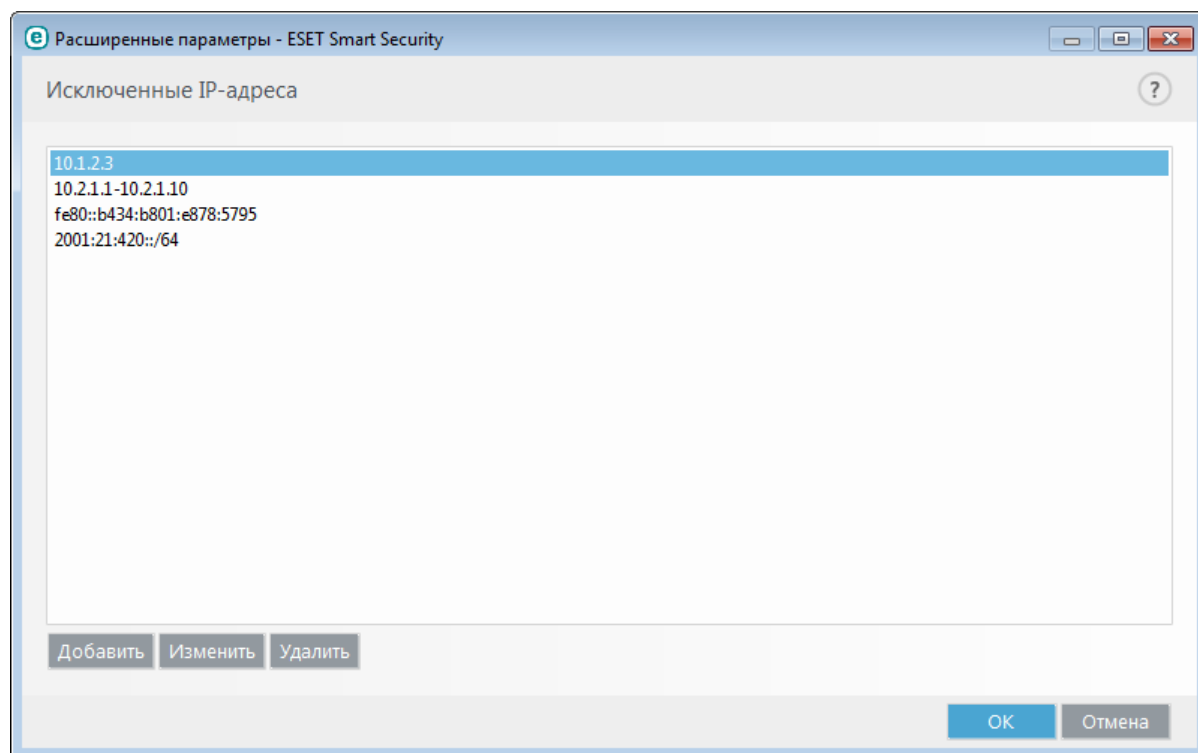 e Расширенные параметры - ESET Smart Security
Исключенные IP-адреса ?
10.1.2.3
10.2.1.1-10.2.1.10
fe80::b434:b801:e878:5795
2001:21:420::/64
Добавить Изменить Удалить
OK Отмена